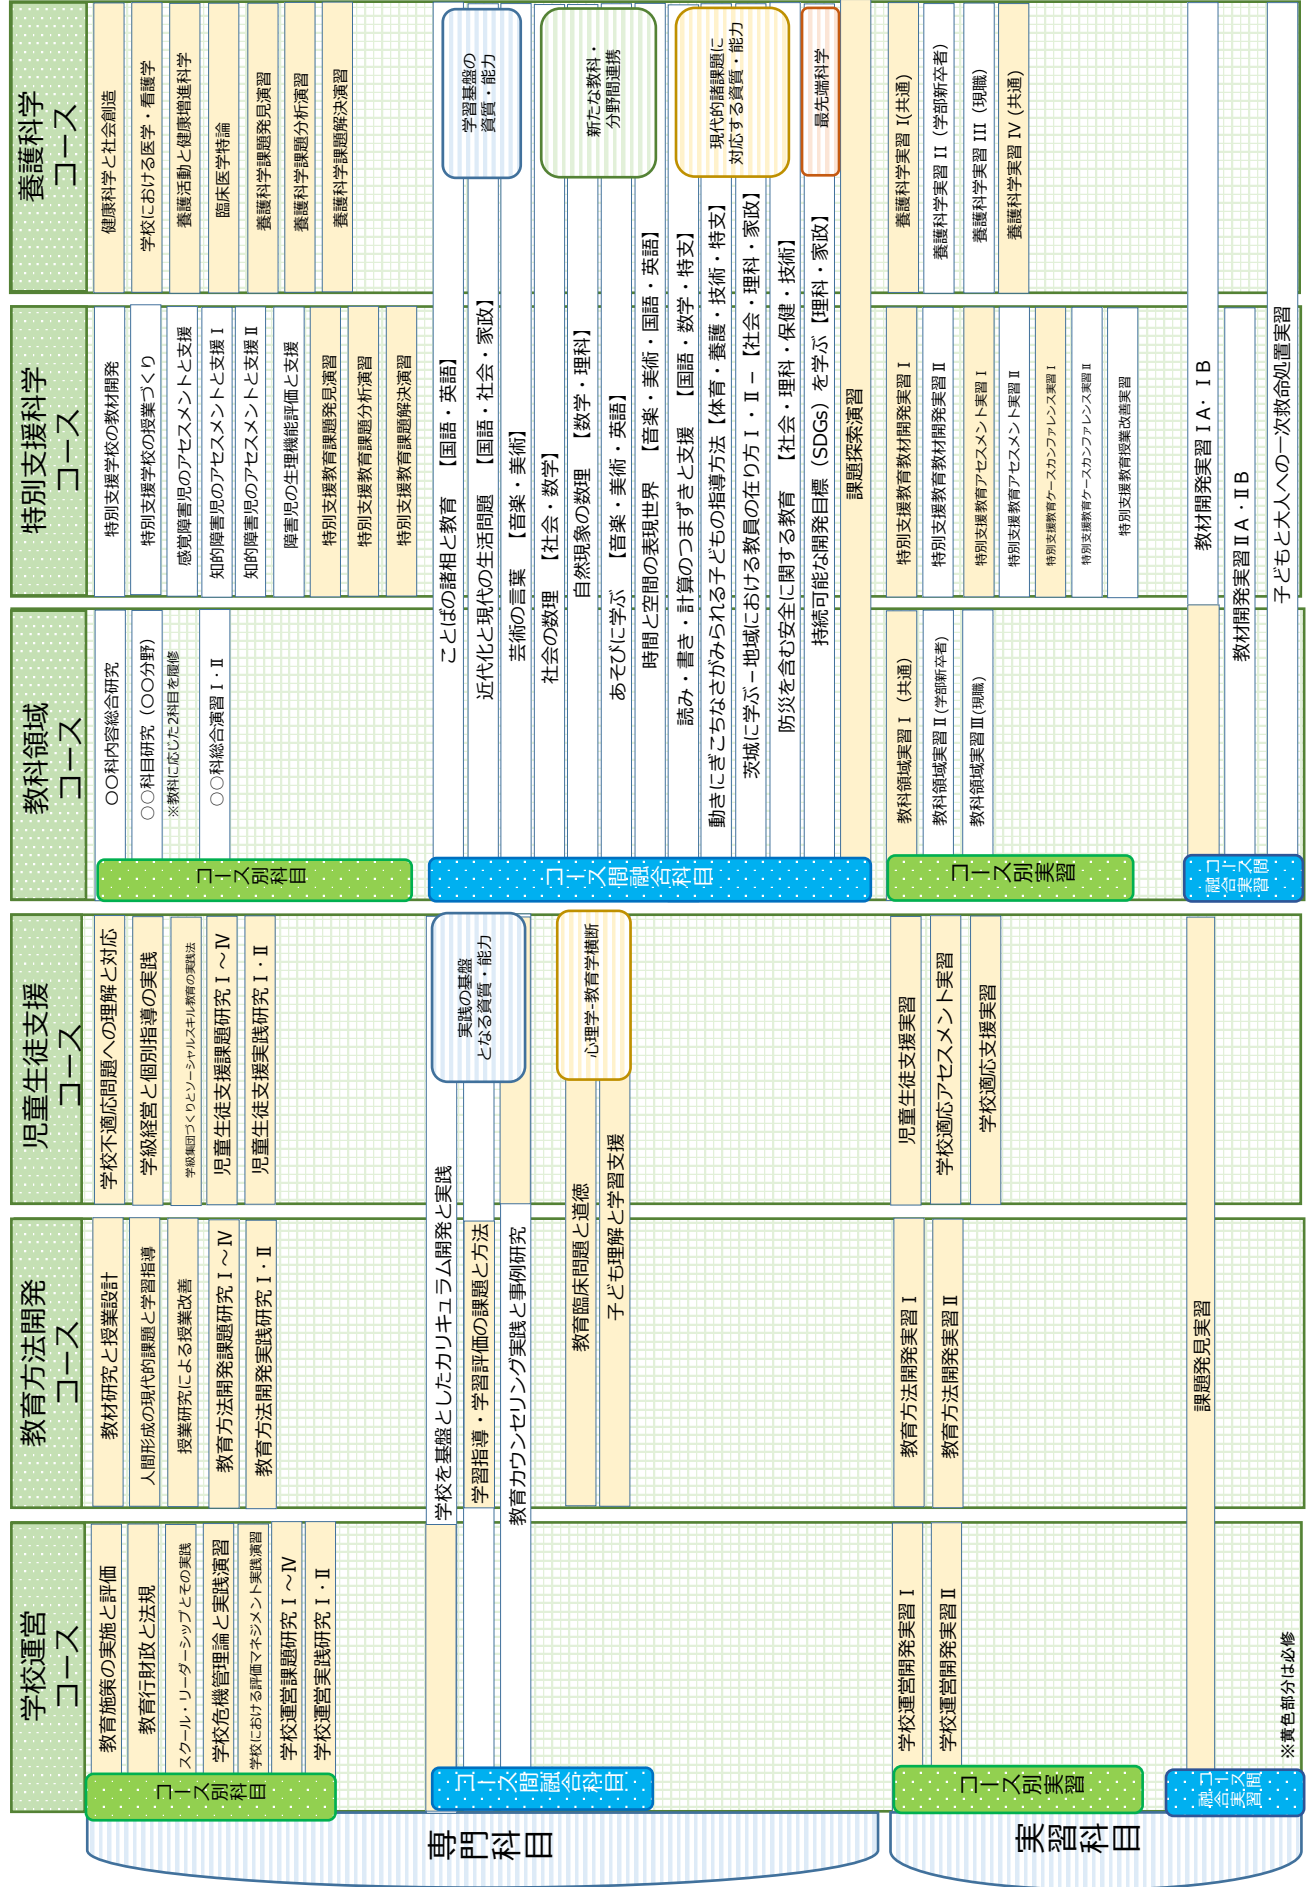 学校運営
コース
教育方法開発
コース
児童生徒支援
コース
教科領域
コース
特別支援科学
コース
養護科学
コース
専門科目
コース別科目
教育施策の実施と評価
教育行財政と法規
スクール・リーダーシップとその実践
学校危機管理論と実践演習
学校における評価マネジメント実践演習
学校運営課題研究Ⅰ～Ⅳ
学校運営実践研究Ⅰ・Ⅱ
教材研究と授業設計
人間形成の現代的課題と学習指導
授業研究による授業改善
教育方法開発課題研究Ⅰ～Ⅳ
教育方法開発実践研究Ⅰ・Ⅱ
学校不適応問題への理解と対応
学級経営と個別指導の実践
学級集団づくりとソーシャルスキル教育の実践法
児童生徒支援課題研究Ⅰ～Ⅳ
児童生徒支援実践研究Ⅰ・Ⅱ
コース間融合科目
学校を基盤としたカリキュラム開発と実践
学習指導・学習評価の課題と方法
教育カウンセリング実践と事例研究
実践の基盤
となる資質・能力
教育臨床問題と道徳
子ども理解と学習支援
心理学-教育学横断
コース別科目
〇〇科内容総合研究
〇〇科目研究（〇〇分野）
※教科に応じた2科目を履修
〇〇科総合演習Ⅰ・Ⅱ
特別支援学校の教材開発
特別支援学校の授業づくり
感覚障害児のアセスメントと支援
知的障害児のアセスメントと支援Ⅰ
知的障害児のアセスメントと支援Ⅱ
障害児の生理機能評価と支援
特別支援教育課題発見演習
特別支援教育課題分析演習
特別支援教育課題解決演習
健康科学と社会創造
学校における医学・看護学
養護活動と健康増進科学
臨床医学特論
養護科学課題発見演習
養護科学課題分析演習
養護科学課題解決演習
コース間融合科目
ことばの諸相と教育　【国語・英語】
近代化と現代の生活問題　【国語・社会・家政】
芸術の言葉　【音楽・美術】
社会の数理　【社会・数学】
自然現象の数理　【数学・理科】
あそびに学ぶ　【音楽・美術・英語】
時間と空間の表現世界　【音楽・美術・国語・英語】
読み・書き・計算のつまずきと支援　【国語・数学・特支】
動きにぎこちなさがみられる子どもの指導方法【体育・養護・技術・特支】
茨城に学ぶ－地域における教員の在り方Ⅰ・Ⅱ－【社会・理科・家政】
防災を含む安全に関する教育　【社会・理科・保健・技術】
持続可能な開発目標（SDGs）を学ぶ【理科・家政】
課題探索演習
学習基盤の
資質・能力
新たな教科・
分野間連携
現代的諸課題に
対応する資質・能力
最先端科学
実習科目
コース別実習
学校運営開発実習Ⅰ
学校運営開発実習Ⅱ
教育方法開発実習Ⅰ
教育方法開発実習Ⅱ
児童生徒支援実習
学校適応アセスメント実習
学校適応支援実習
コース間
融合実習
課題発見実習
コース別実習
教科領域実習Ⅰ（共通）
教科領域実習Ⅱ(学部新卒者)
教科領域実習Ⅲ(現職)
特別支援教育教材開発実習Ⅰ
特別支援教育教材開発実習Ⅱ
特別支援教育アセスメント実習Ⅰ
特別支援教育アセスメント実習Ⅱ
特別支援教育ケースカンファレンス実習Ⅰ
特別支援教育ケースカンファレンス実習Ⅱ
特別支援教育授業改善実習
養護科学実習 I(共通)
養護科学実習 II（学部新卒者）
養護科学実習 III（現職）
養護科学実習 IV (共通)
コース間
融合実習
教材開発実習ⅠA・ⅠB
教材開発実習ⅡA・ⅡB
子どもと大人への一次救命処置実習
※黄色部分は必修